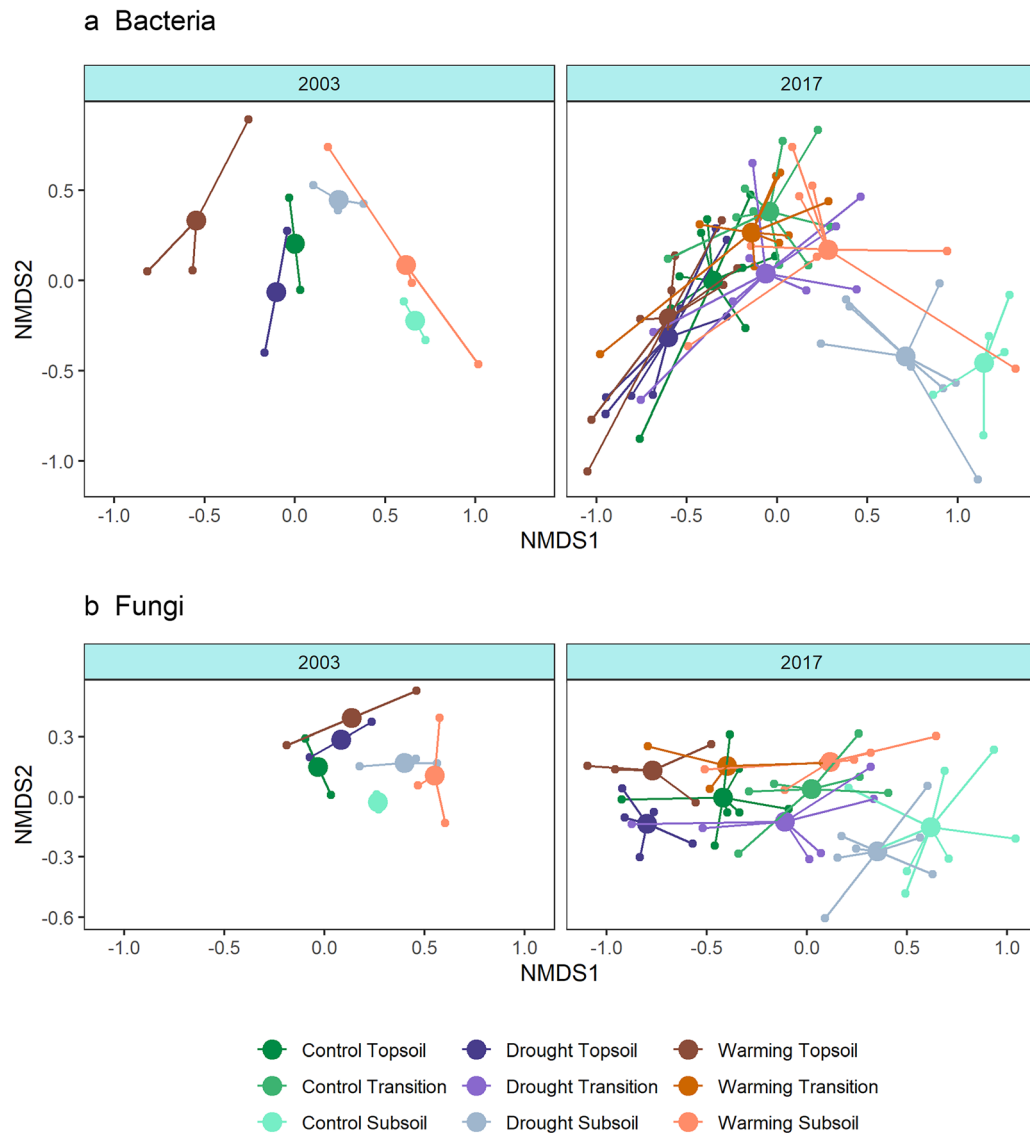 a Bacteria
2003 2017
NMDS2
0.5
0.0
-0.5
-1.0
-1.0 -0.5 0.0 0.5 1.0 -1.0 -0.5 0.0 0.5 1.0
NMDS1
b Fungi
2003 2017
NMDS2
0.3
0.0
-0.3
-0.6
-1.0 -0.5 0.0 0.5 1.0 -1.0 -0.5 0.0 0.5 1.0
NMDS1
Control Topsoil Drought Topsoil Warming Topsoil
Control Transition Drought Transition Warming Transition
Control Subsoil Drought Subsoil Warming Subsoil